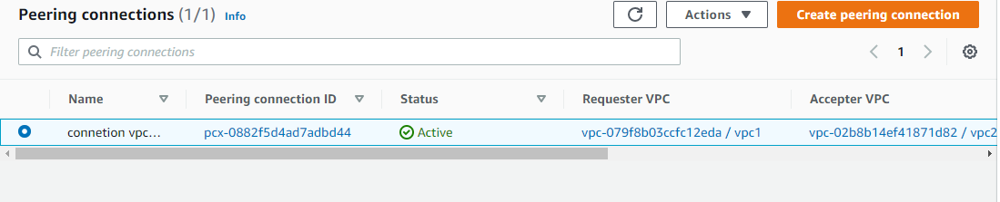 Peering connections (1/1) Info
Actions
Create peering connection
Filter peering connections
1
Name Peering connection ID Status Requester VPC Accepter VPC
connetion vpc... pcx-0882f5d4ad7adbd44 Active vpc-079f8b03ccfc12eda / vpc1 vpc-02b8b14ef41871d82 / vpc2